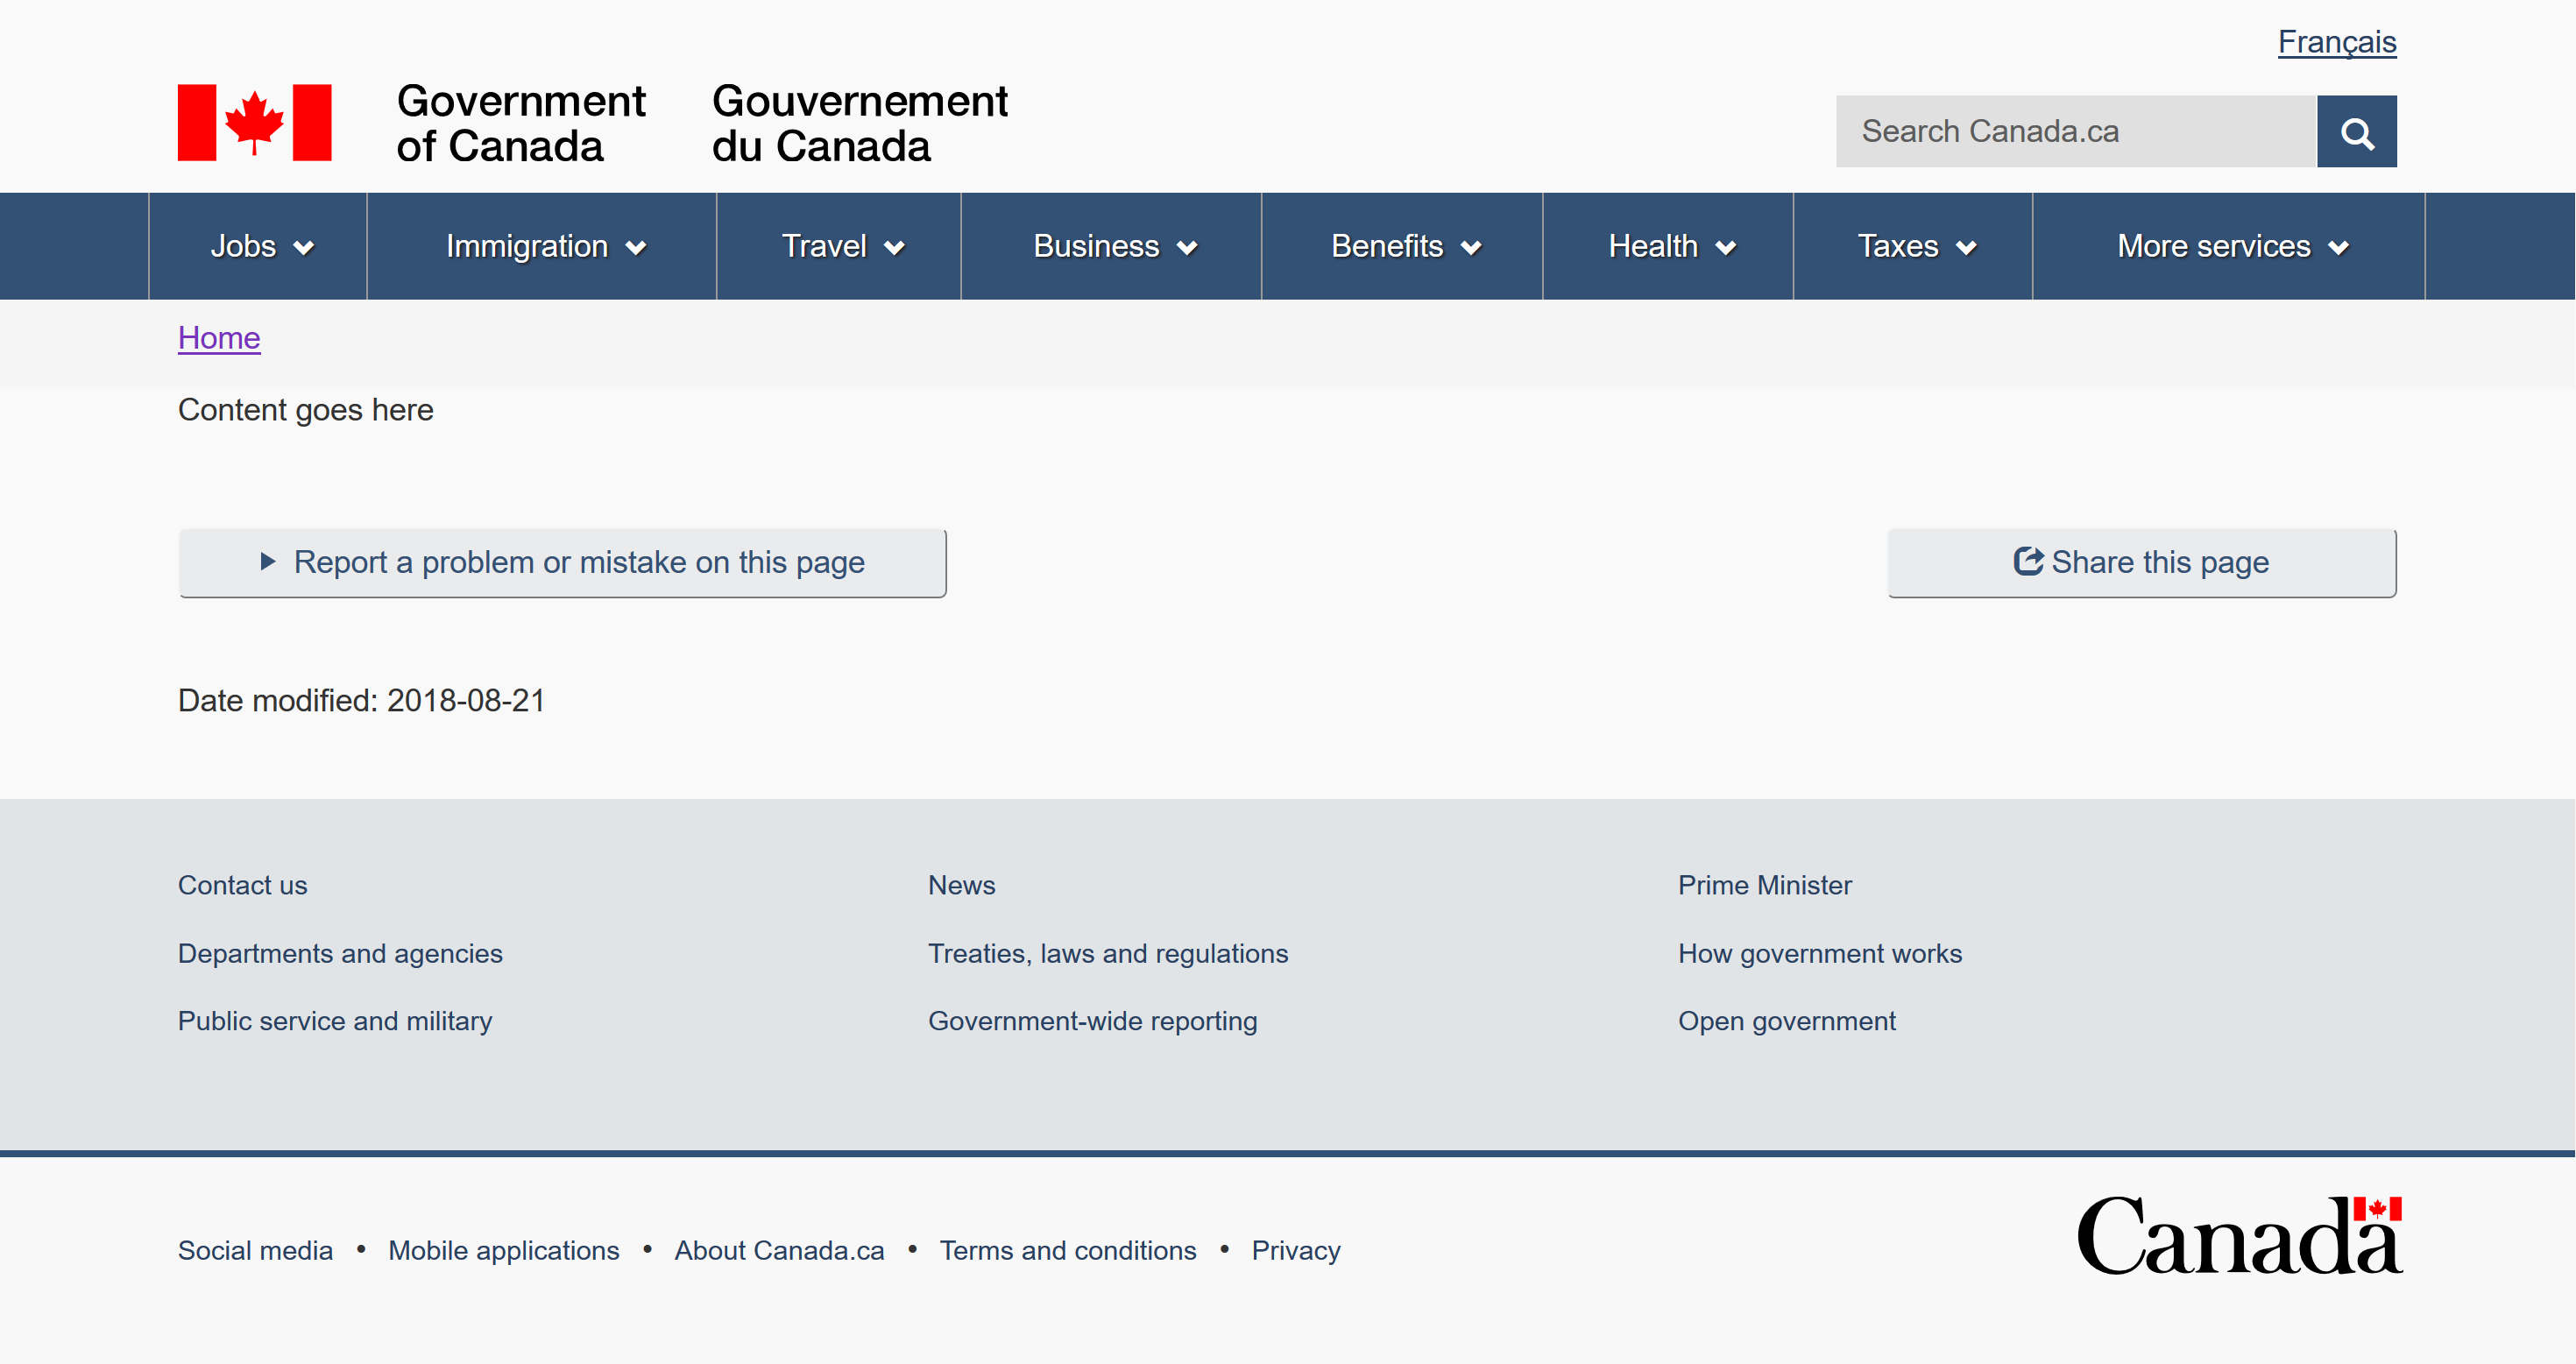 Français
Government of Canada
Gouvernement du Canada
Search Canada.ca
Jobs Immigration Travel Business Benefits Health Taxes More services
Home
Content goes here
Report a problem or mistake on this page
Share this page
Date modified: 2018-08-21
Contact us News Prime Minister
Departments and agencies Treaties, laws and regulations How government works
Public service and military Government-wide reporting Open government
Social media • Mobile applications • About Canada.ca • Terms and conditions • Privacy
Canada